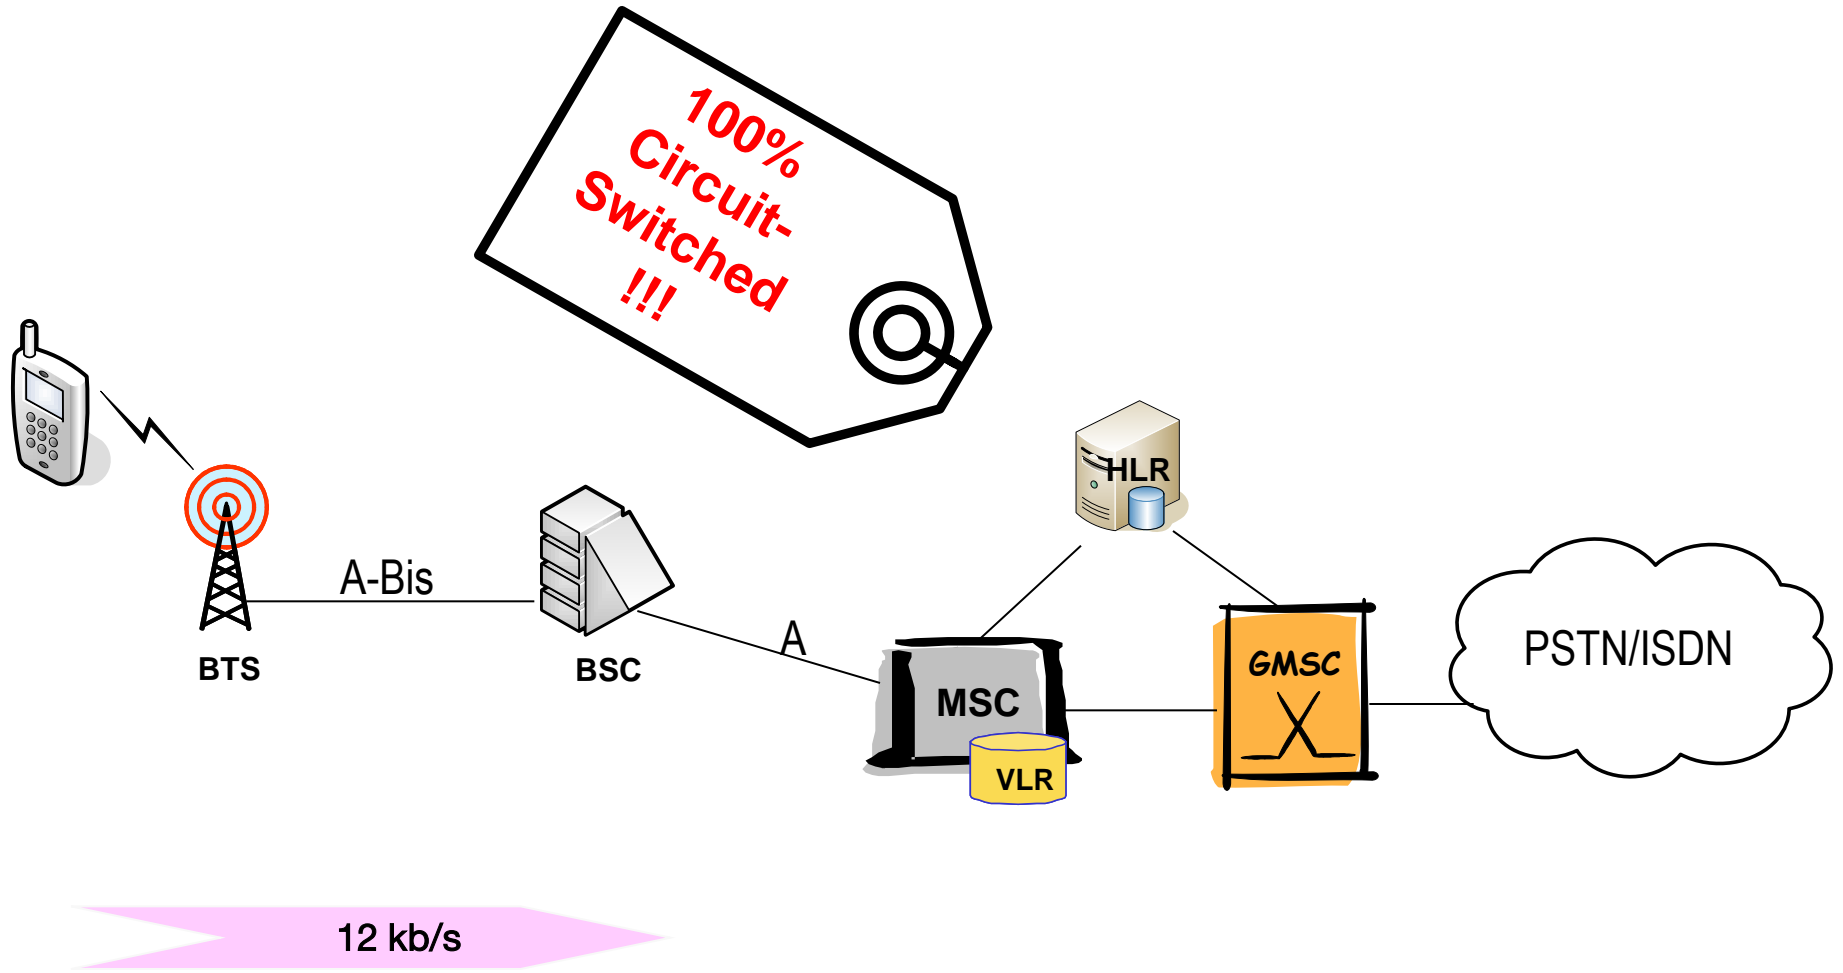 100%
Circuit-
Switched
!!!
HLR
A-Bis
A
PSTN/ISDN
BTS
BSC
MSC
GMSC
VLR
12 kb/s